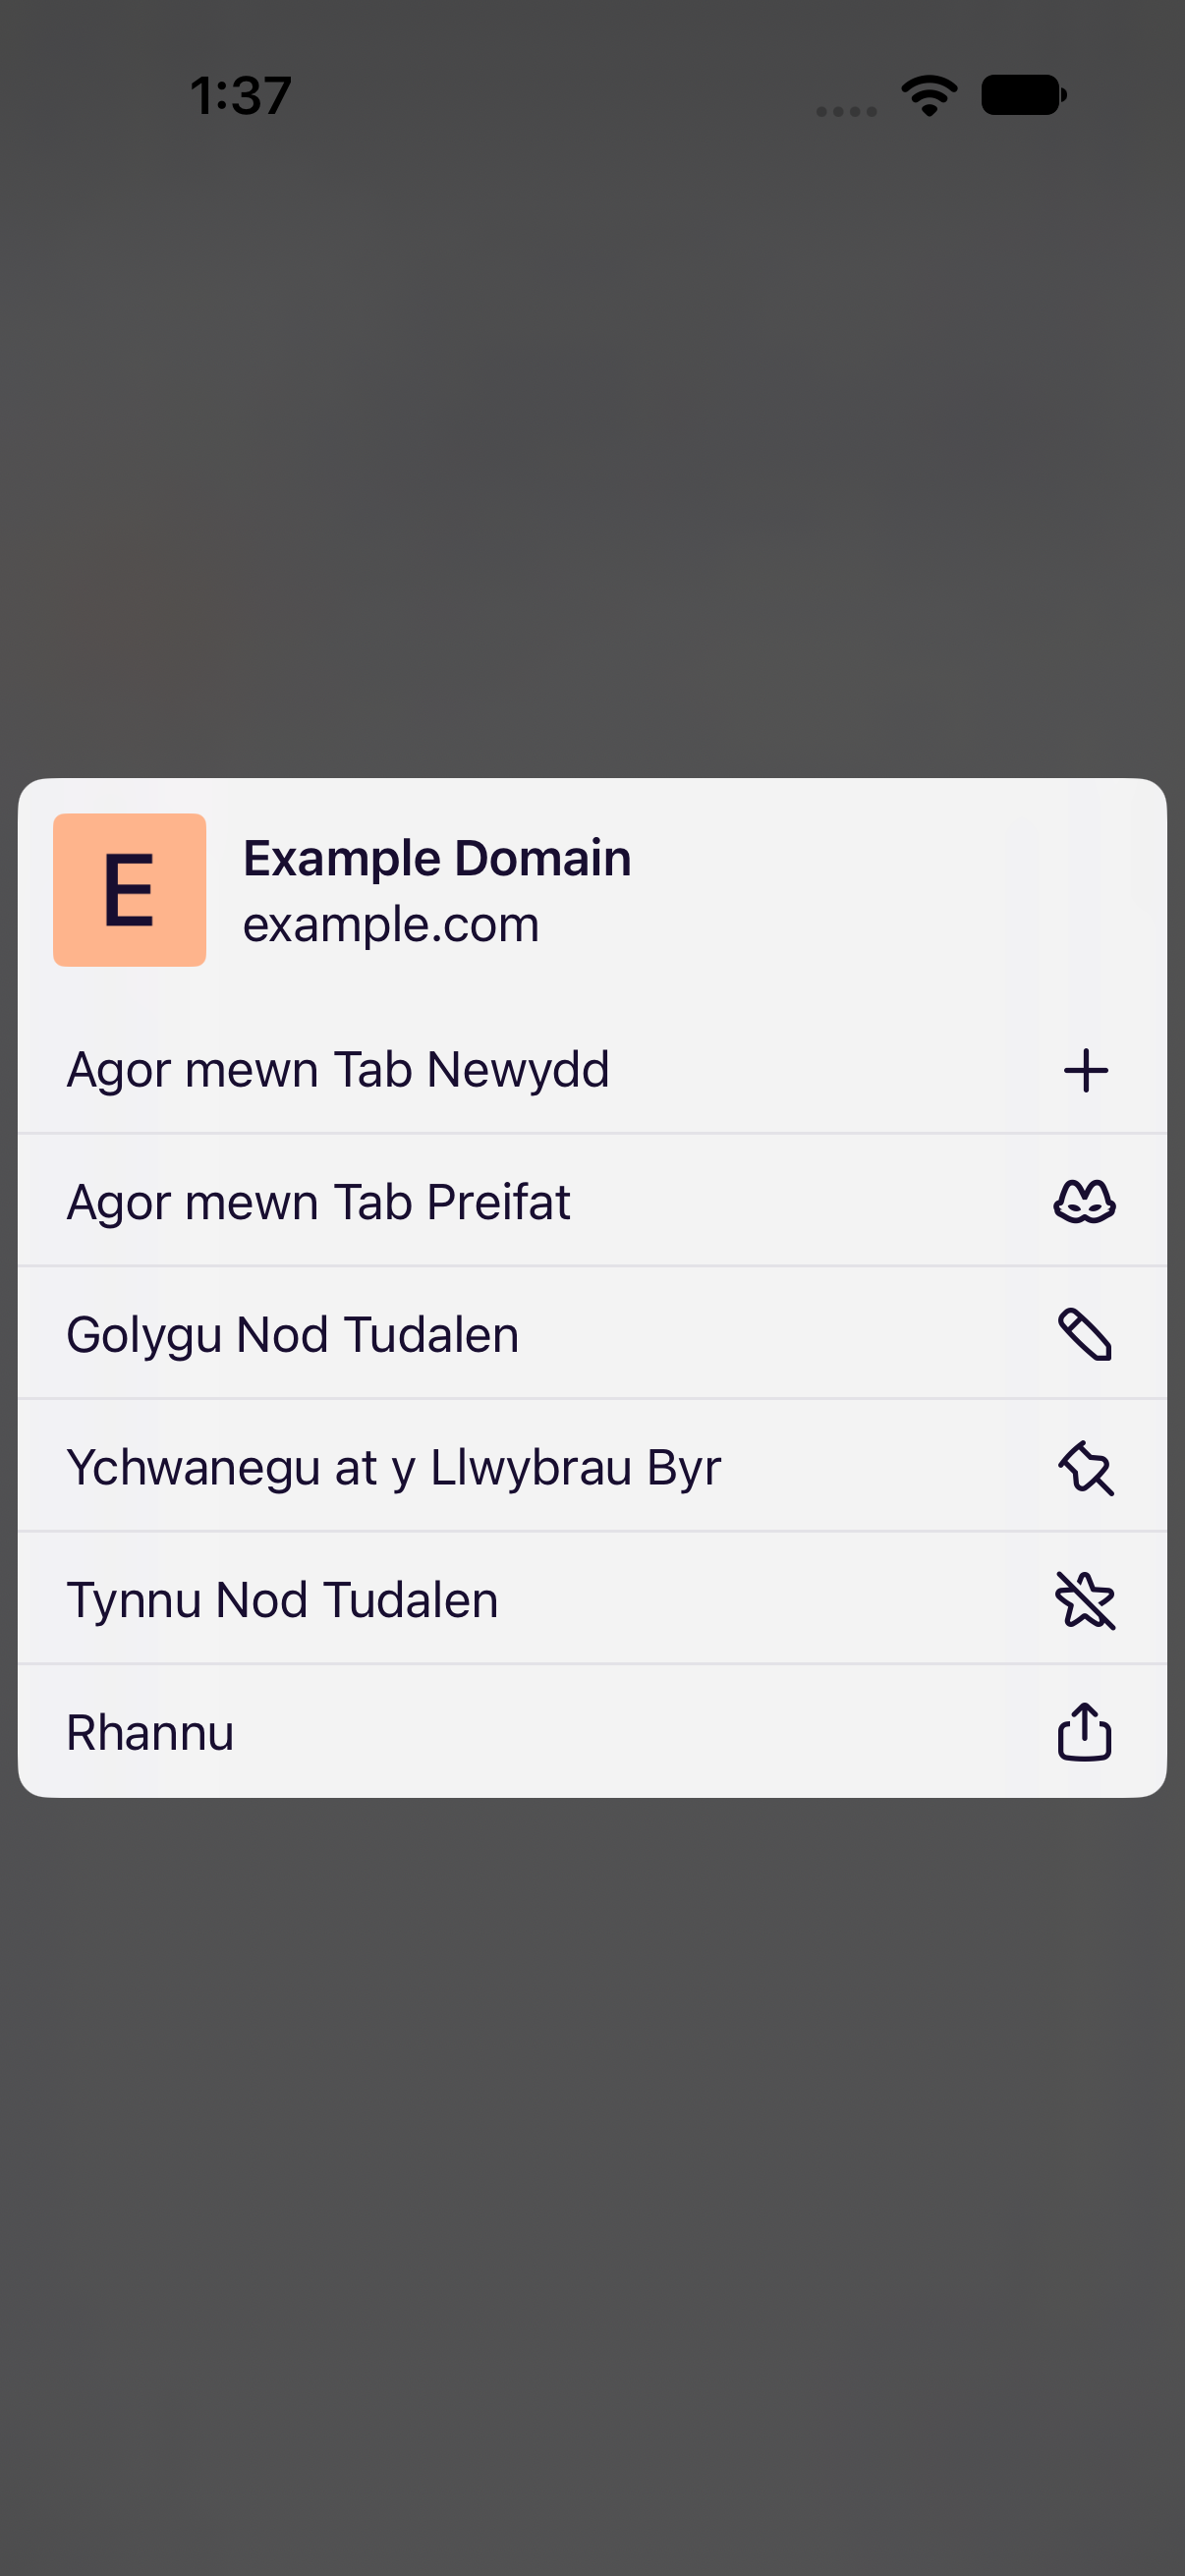 1:37
E
Example Domain
example.com
Agor mewn Tab Newydd
Agor mewn Tab Preifat
Golygu Nod Tudalen
Ychwanegu at y Llwybrau Byr
Tynnu Nod Tudalen
Rhannu